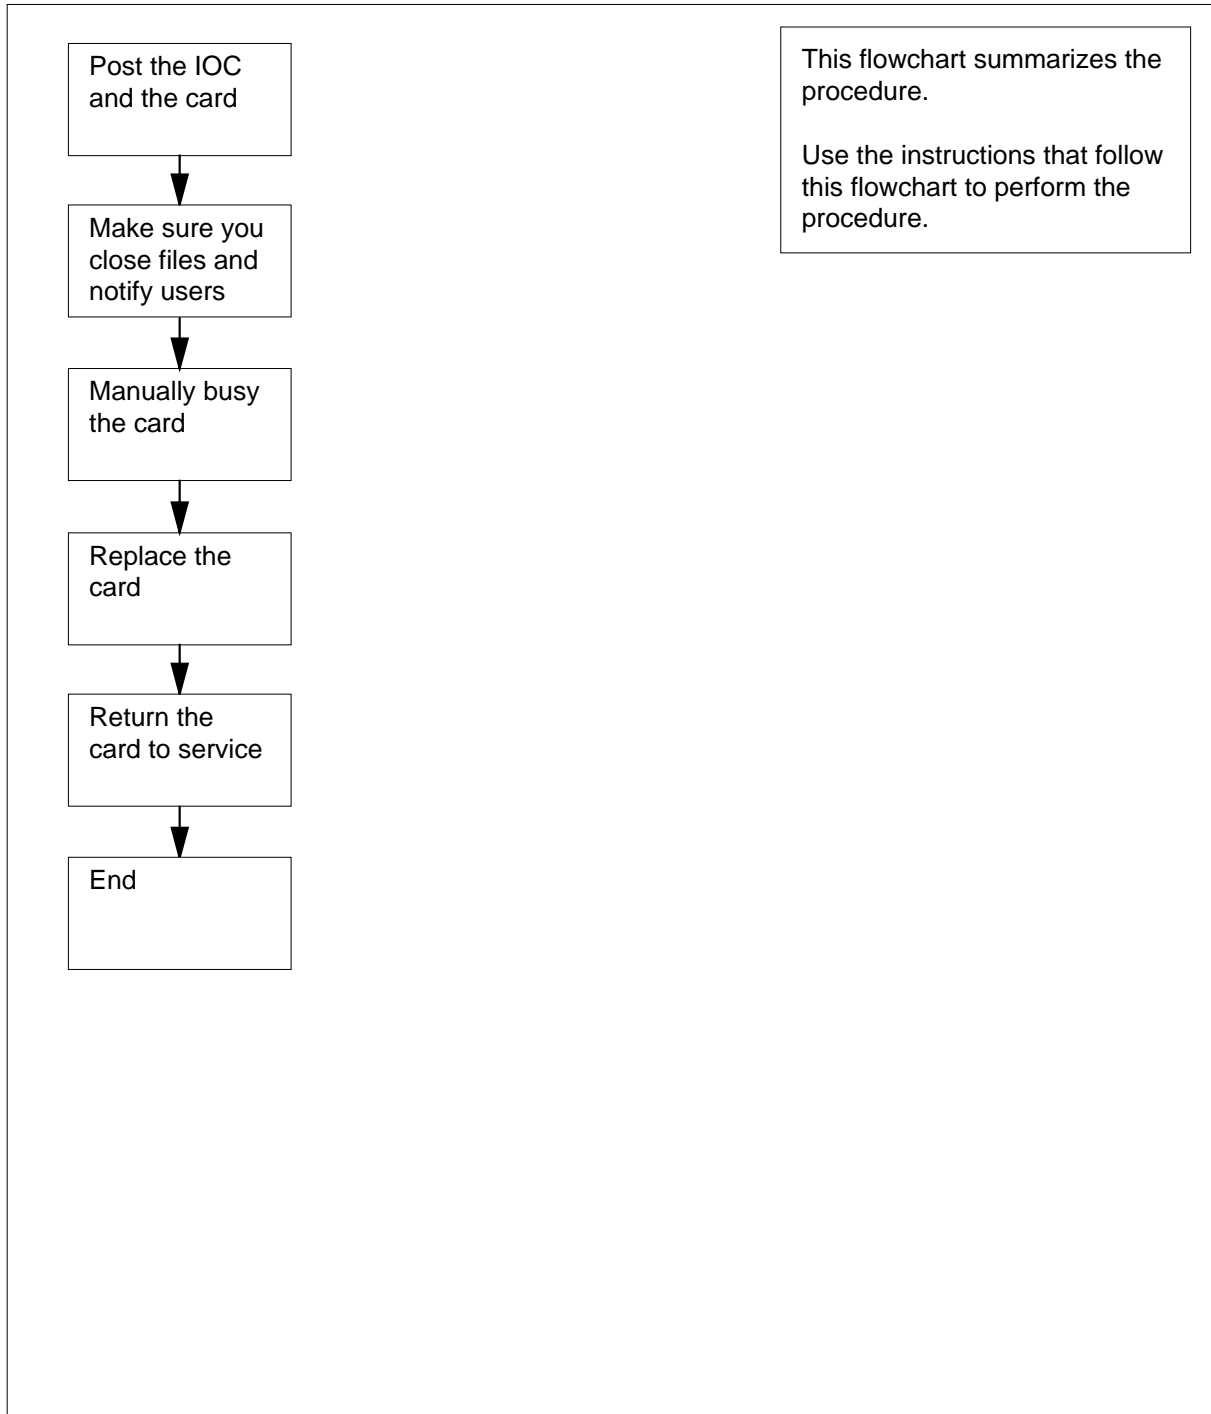 Post the IOC
and the card
Make sure you
close files and
notify users
Manually busy
the card
Replace the
card
Return the
card to service
End
This flowchart summarizes the
procedure.
Use the instructions that follow
this flowchart to perform the
procedure.